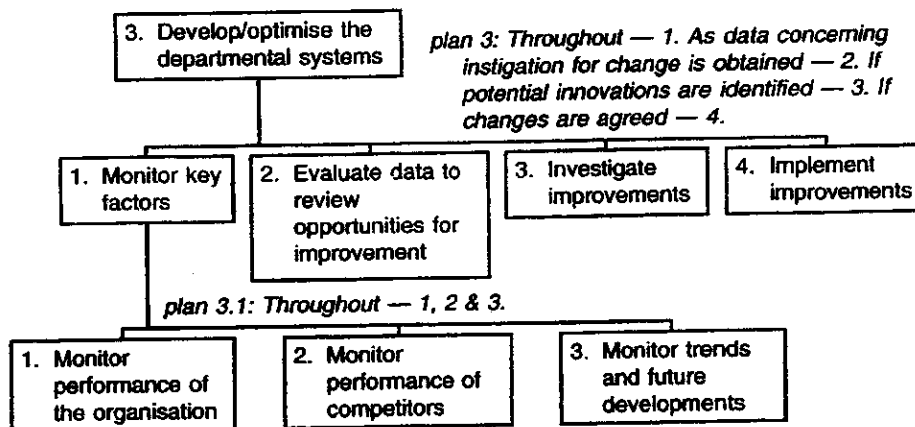 3. Develop/optimise the
departmental systems
plan 3: Throughout — 1. As data concerning
instigation for change is obtained — 2. If
potential innovations are identified — 3. If
changes are agreed — 4.
1. Monitor key
factors
2. Evaluate data to
review
opportunities for
improvement
3. Investigate
improvements
4. Implement
improvements
plan 3.1: Throughout — 1, 2 & 3.
1. Monitor
performance of
the organisation
2. Monitor
performance of
competitors
3. Monitor trends
and future
developments